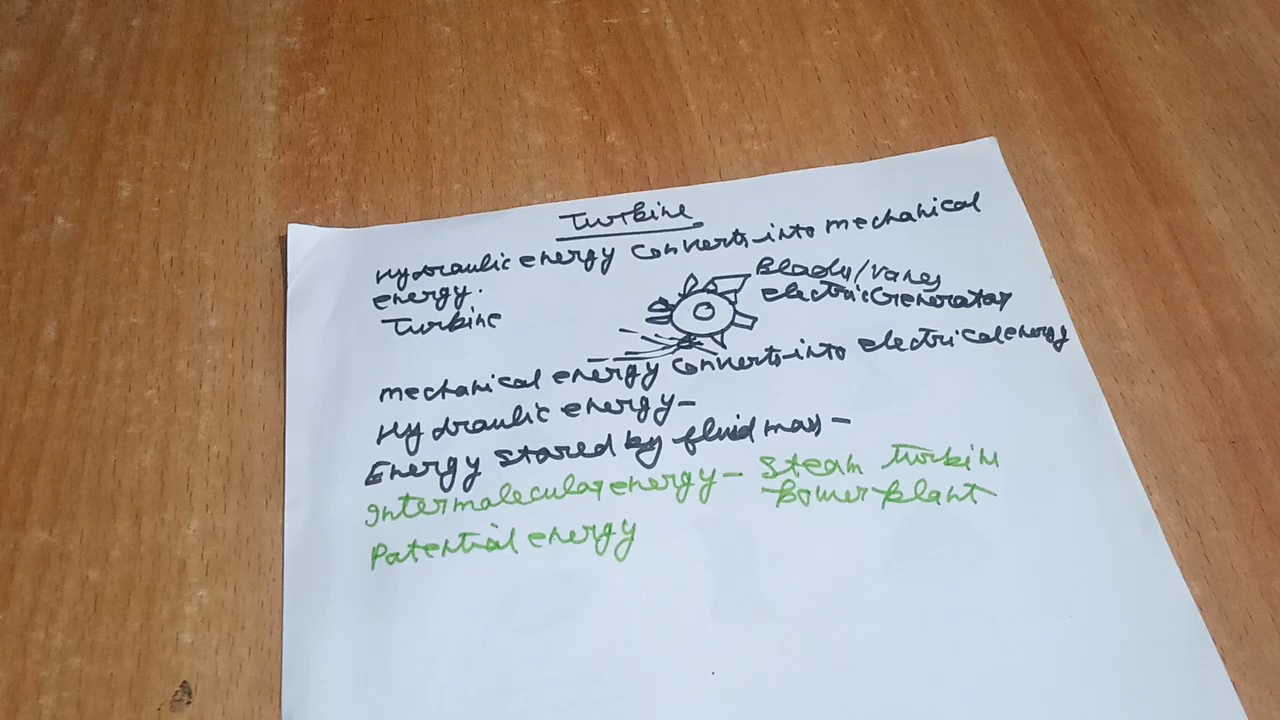 Turbine
Hydraulic energy converts into mechanical
energy.
Turbine
Blades/vanes
electric Generator
mechanical energy converts into electrical energy
Hydraulic energy-
Energy stored by fluid mass-
Intermolecular energy- Steam Turbine
Power plant
Potential energy